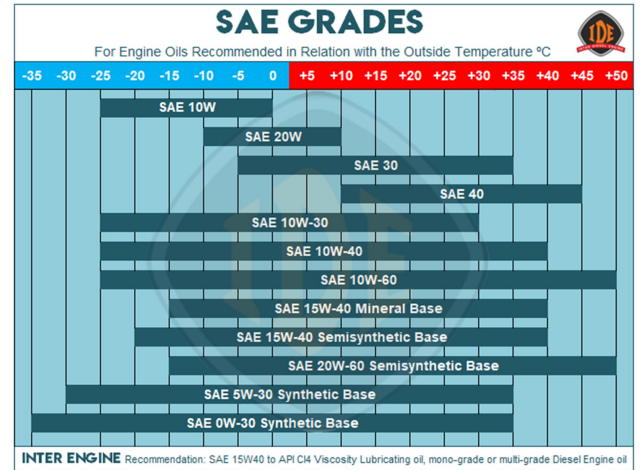 SAE GRADES
For Engine Oils Recommended in Relation with the Outside Temperature ºC
IDE
-35 -30 -25 -20 -15 -10 -5 0 +5 +10 +15 +20 +25 +30 +35 +40 +45 +50
SAE 10W
SAE 20W
SAE 30
SAE 40
SAE 10W-30
SAE 10W-40
SAE 10W-60
SAE 15W-40 Mineral Base
SAE 15W-40 Semisynthetic Base
SAE 20W-60 Semisynthetic Base
SAE 5W-30 Synthetic Base
SAE 0W-30 Synthetic Base
IDE
INTER ENGINE Recommendation: SAE 15W40 to API CI4 Viscosity Lubricating oil, mono-grade or multi-grade Diesel Engine oil